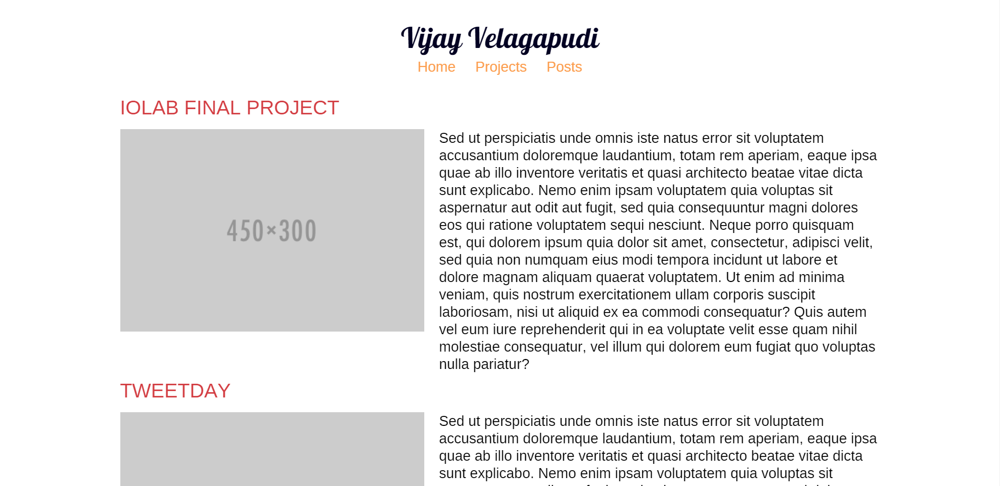 Vijay Velagapudi
Home Projects Posts
IOLAB FINAL PROJECT
450×300
Sed ut perspiciatis unde omnis iste natus error sit voluptatem
accusantium doloremque laudantium, totam rem aperiam, eaque ipsa
quae ab illo inventore veritatis et quasi architecto beatae vitae dicta
sunt explicabo. Nemo enim ipsam voluptatem quia voluptas sit
aspernatur aut odit aut fugit, sed quia consequuntur magni dolores
eos qui ratione voluptatem sequi nesciunt. Neque porro quisquam
est, qui dolorem ipsum quia dolor sit amet, consectetur, adipisci velit,
sed quia non numquam eius modi tempora incidunt ut labore et
dolore magnam aliquam quaerat voluptatem. Ut enim ad minima
veniam, quis nostrum exercitationem ullam corporis suscipit
laboriosam, nisi ut aliquid ex ea commodi consequatur? Quis autem
vel eum iure reprehenderit qui in ea voluptate velit esse quam nihil
molestiae consequatur, vel illum qui dolorem eum fugiat quo voluptas
nulla pariatur?
TWEETDAY
Sed ut perspiciatis unde omnis iste natus error sit voluptatem
accusantium doloremque laudantium, totam rem aperiam, eaque ipsa
quae ab illo inventore veritatis et quasi architecto beatae vitae dicta
sunt explicabo. Nemo enim ipsam voluptatem quia voluptas sit